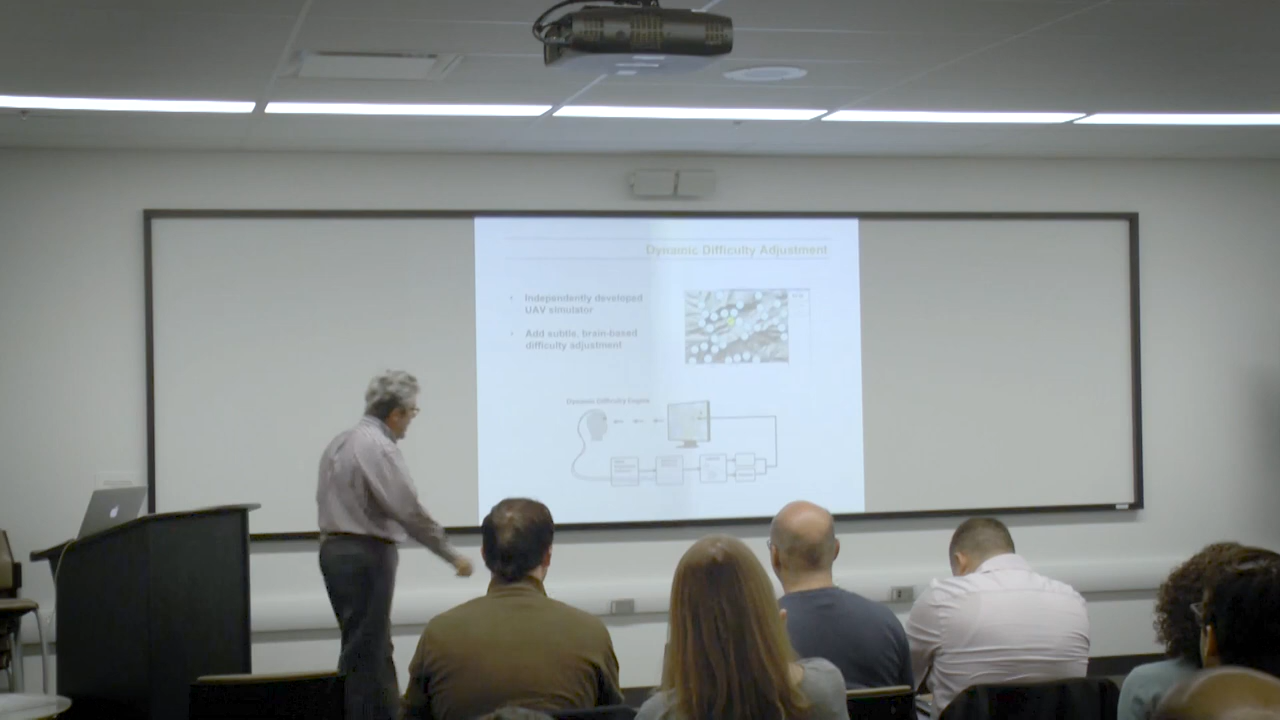 Dynamic Difficulty Adjustment
Independently developed
UAV simulator
Add subtle, brain-based
difficulty adjustment
Dynamic Difficulty Engine